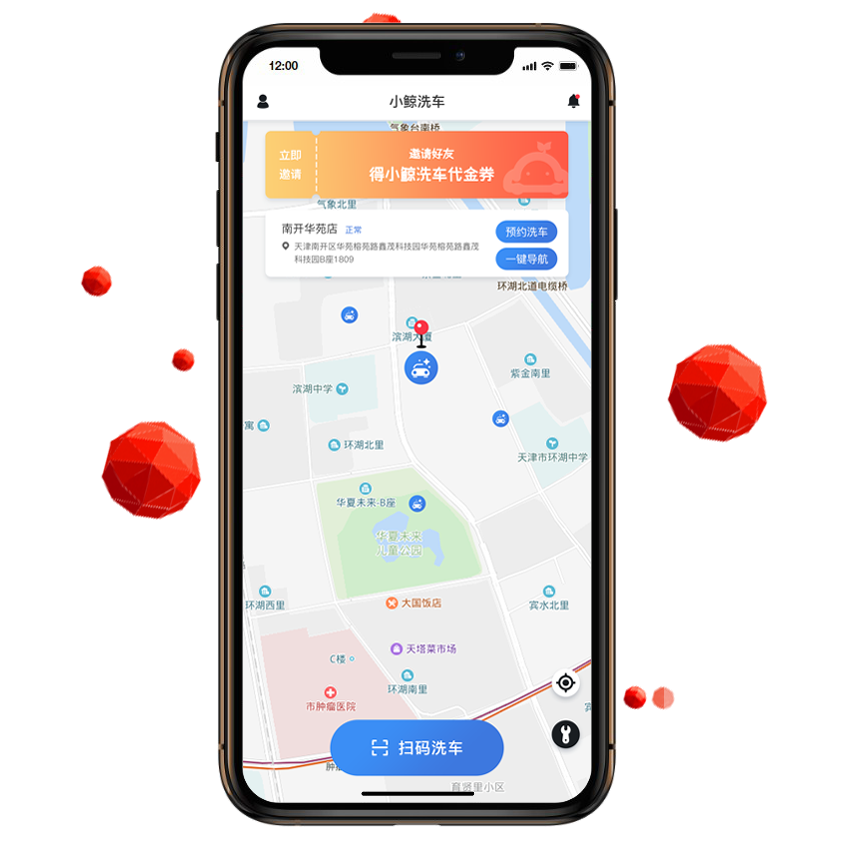 12:00
小鲸洗车
气象台南桥
立即
邀请
邀请好友
得小鲸洗车代金券
气象北里
南开华苑店 正常
预约洗车
天津南开区华苑榕苑路鑫茂科技园华苑榕苑路鑫茂
科技园B座1809
一键导航
环湖北道电缆桥
滨湖大厦
紫金南里
滨湖中学
寓
环湖北里
天津市环湖中学
华夏未来-B座
华夏未来
儿童公园
环湖西里
大国饭店
宾水北里
天塔菜市场
C楼
环湖南里
市肿瘤医院
扫码洗车
育贤里小区